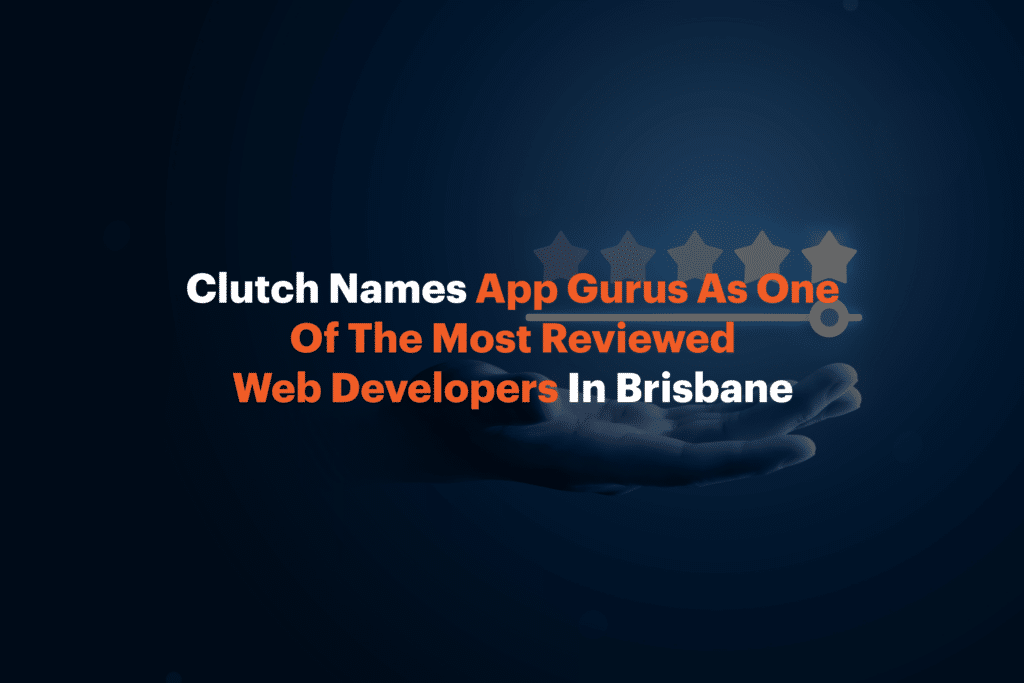 Clutch Names App Gurus As One
Of The Most Reviewed
Web Developers In Brisbane